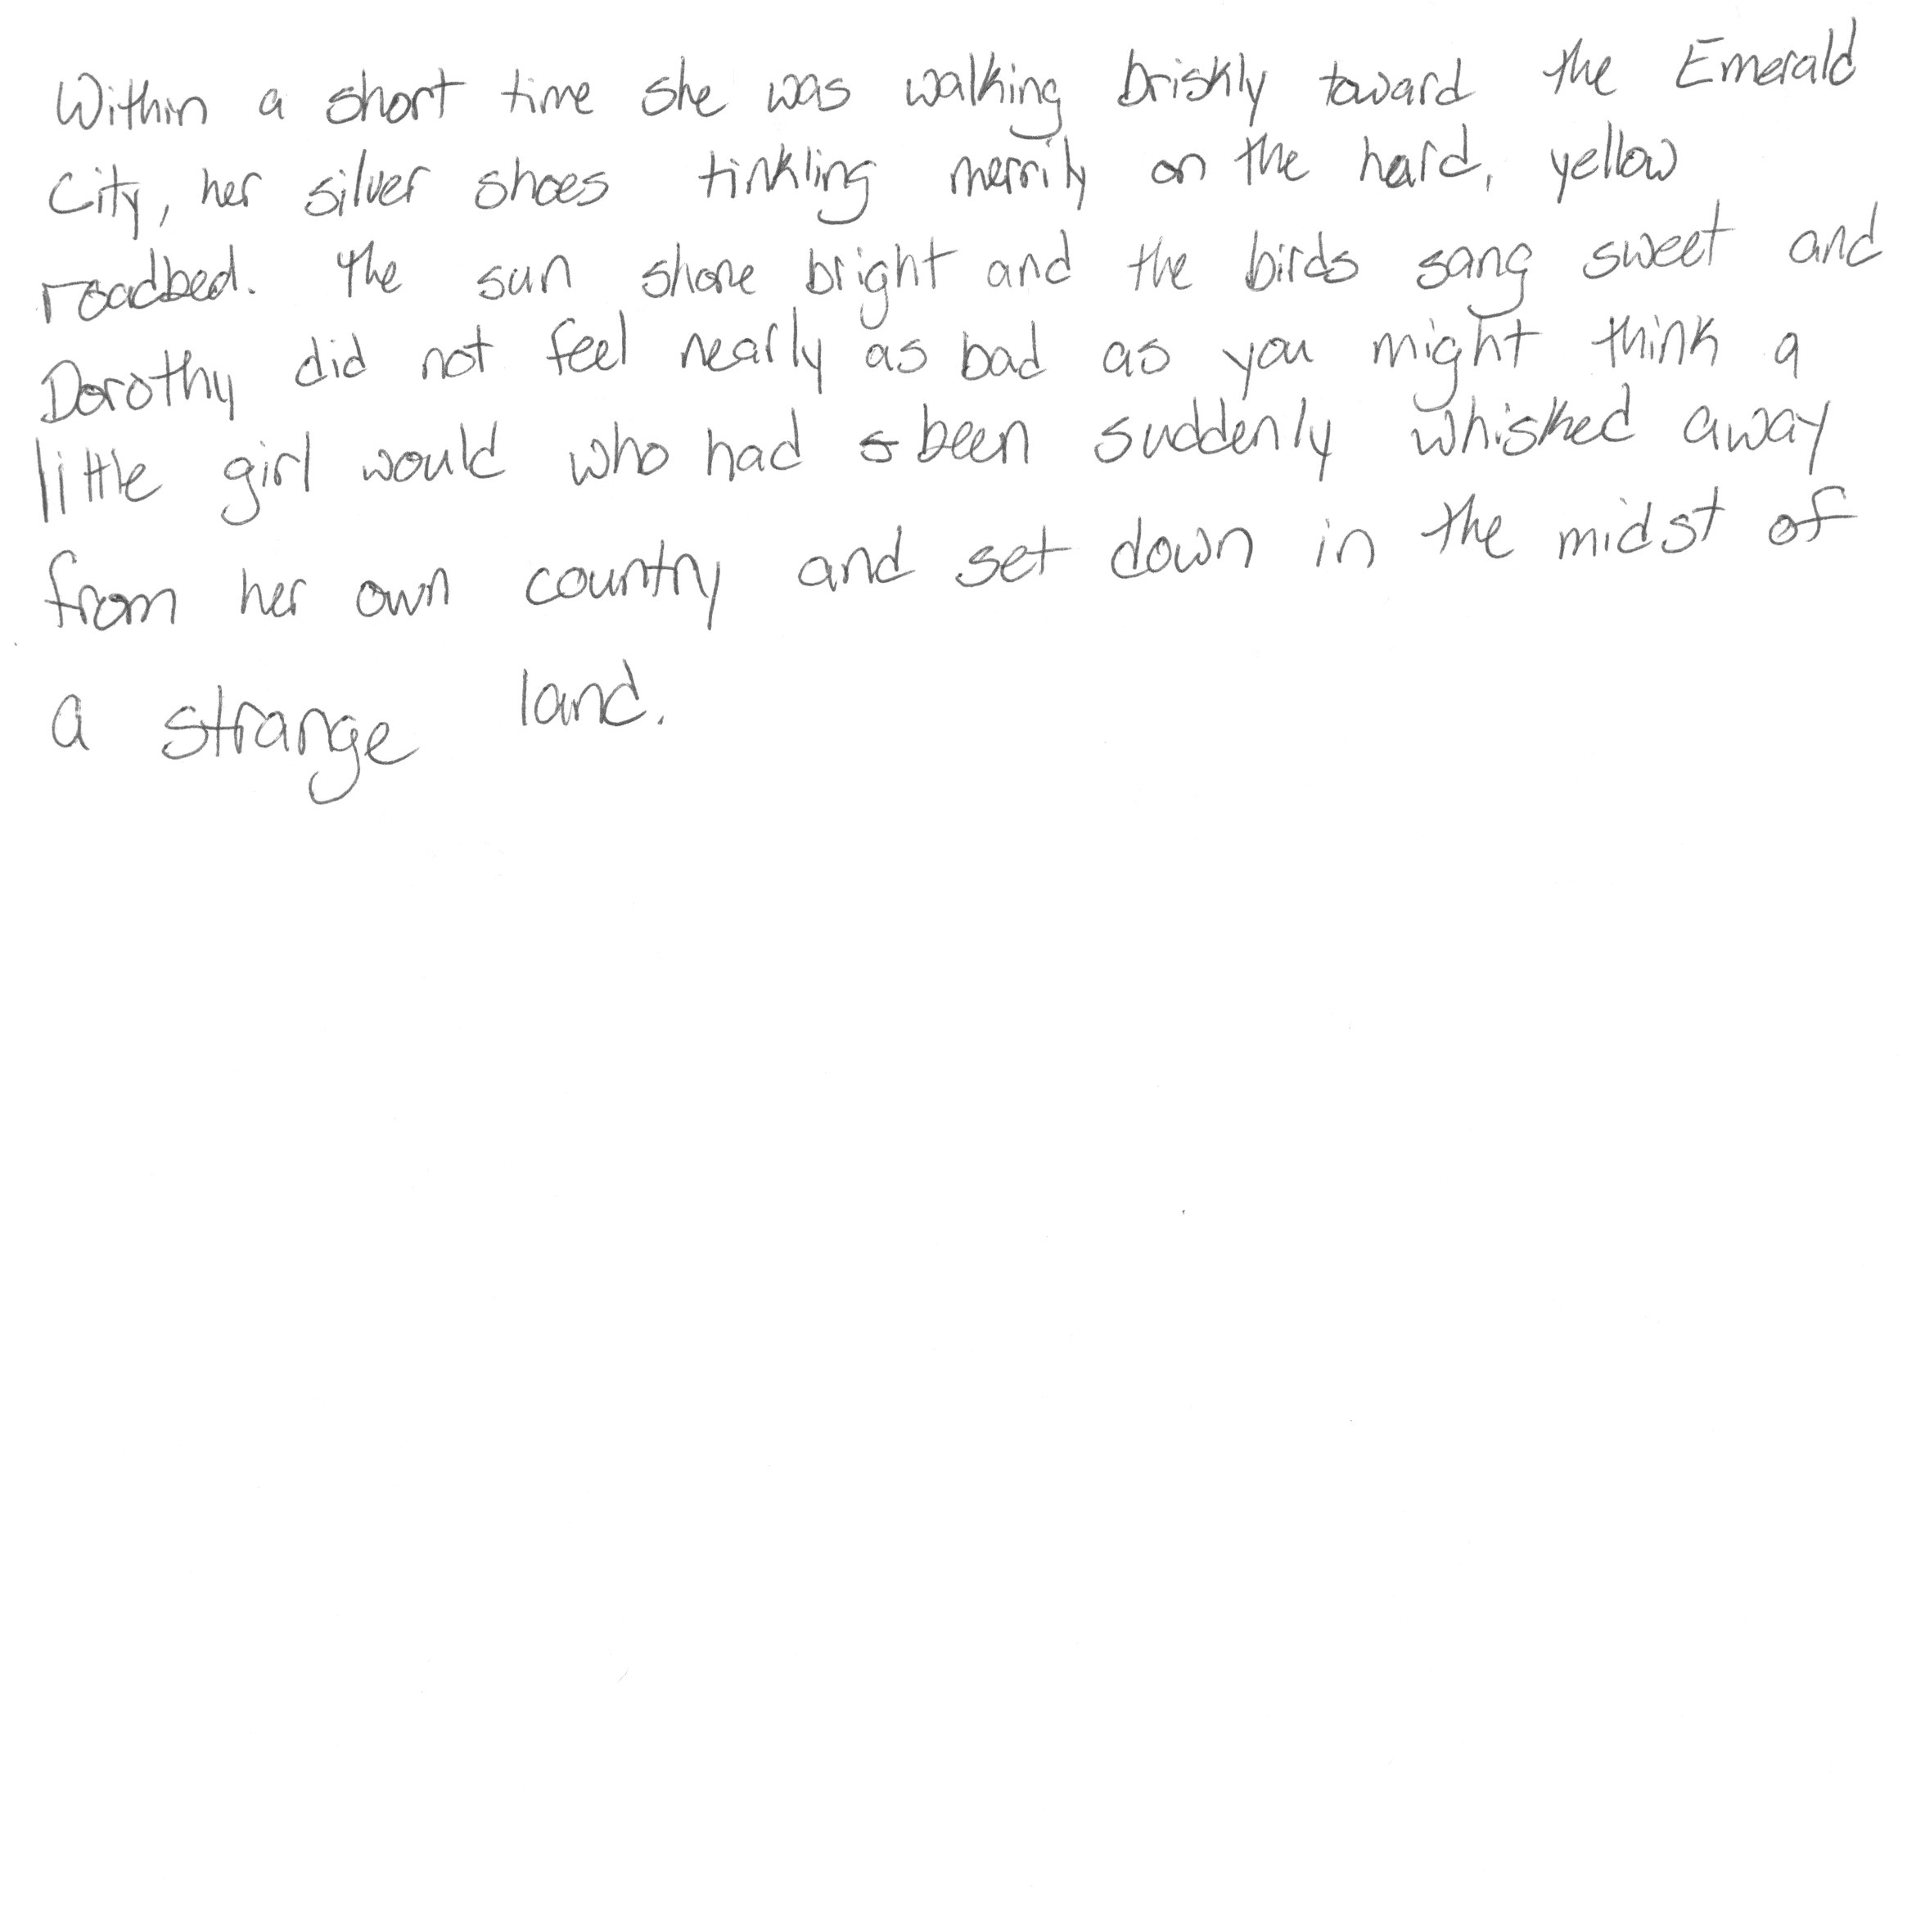 Within a short time she was walking briskly toward the Emerald
City, her silver shoes tinkling merrily on the hard, yellow
roadbed. The sun shone bright and the birds sang sweet and
Dorothy did not feel nearly as bad as you might think a
little girl would who had s been suddenly whisked away
from her own country and set down in the midst of
a strange land.